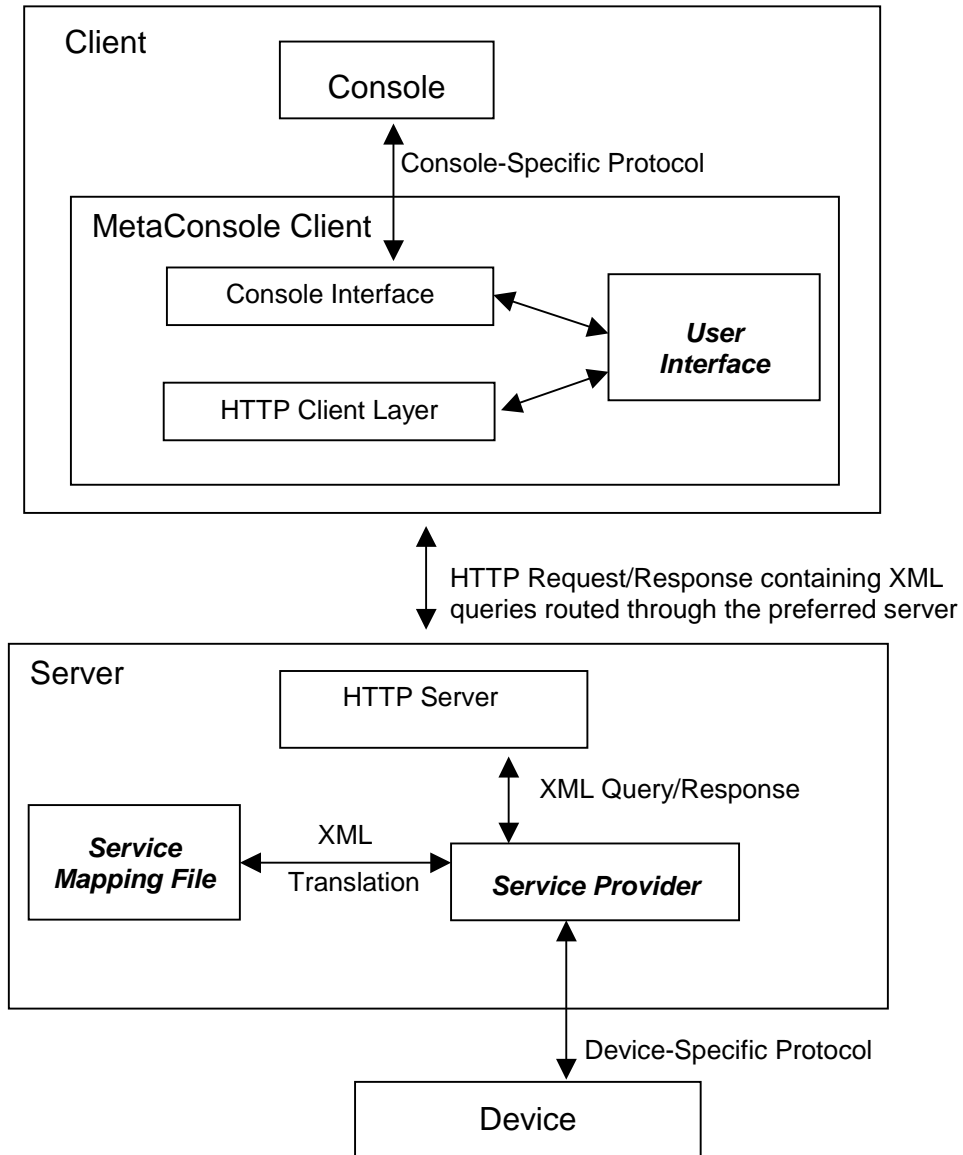 Client
Console
Console-Specific Protocol
MetaConsole Client
Console Interface
User
Interface
HTTP Client Layer
HTTP Request/Response containing XML
queries routed through the preferred server
Server
HTTP Server
XML Query/Response
Service
Mapping File
XML
Translation
Service Provider
Device-Specific Protocol
Device